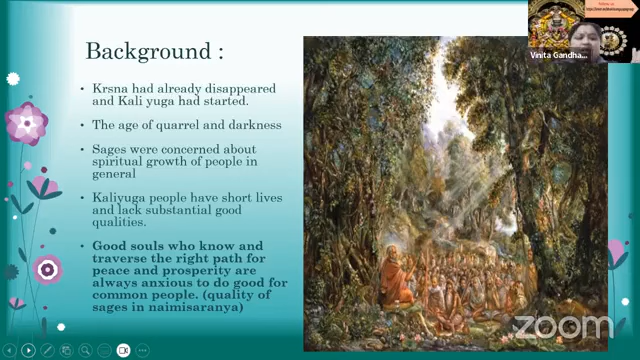 Background :
• Krsna had already disappeared
and Kali yuga had started.
• The age of quarrel and darkness
• Sages were concerned about
spiritual growth of people in
general
• Kaliyuga people have short lives
and lack substantial good
qualities.
• Good souls who know and
traverse the right path for
peace and prosperity are
always anxious to do good for
common people. (quality of
sages in naimisaranya)
Vinita Gandha...
zoom